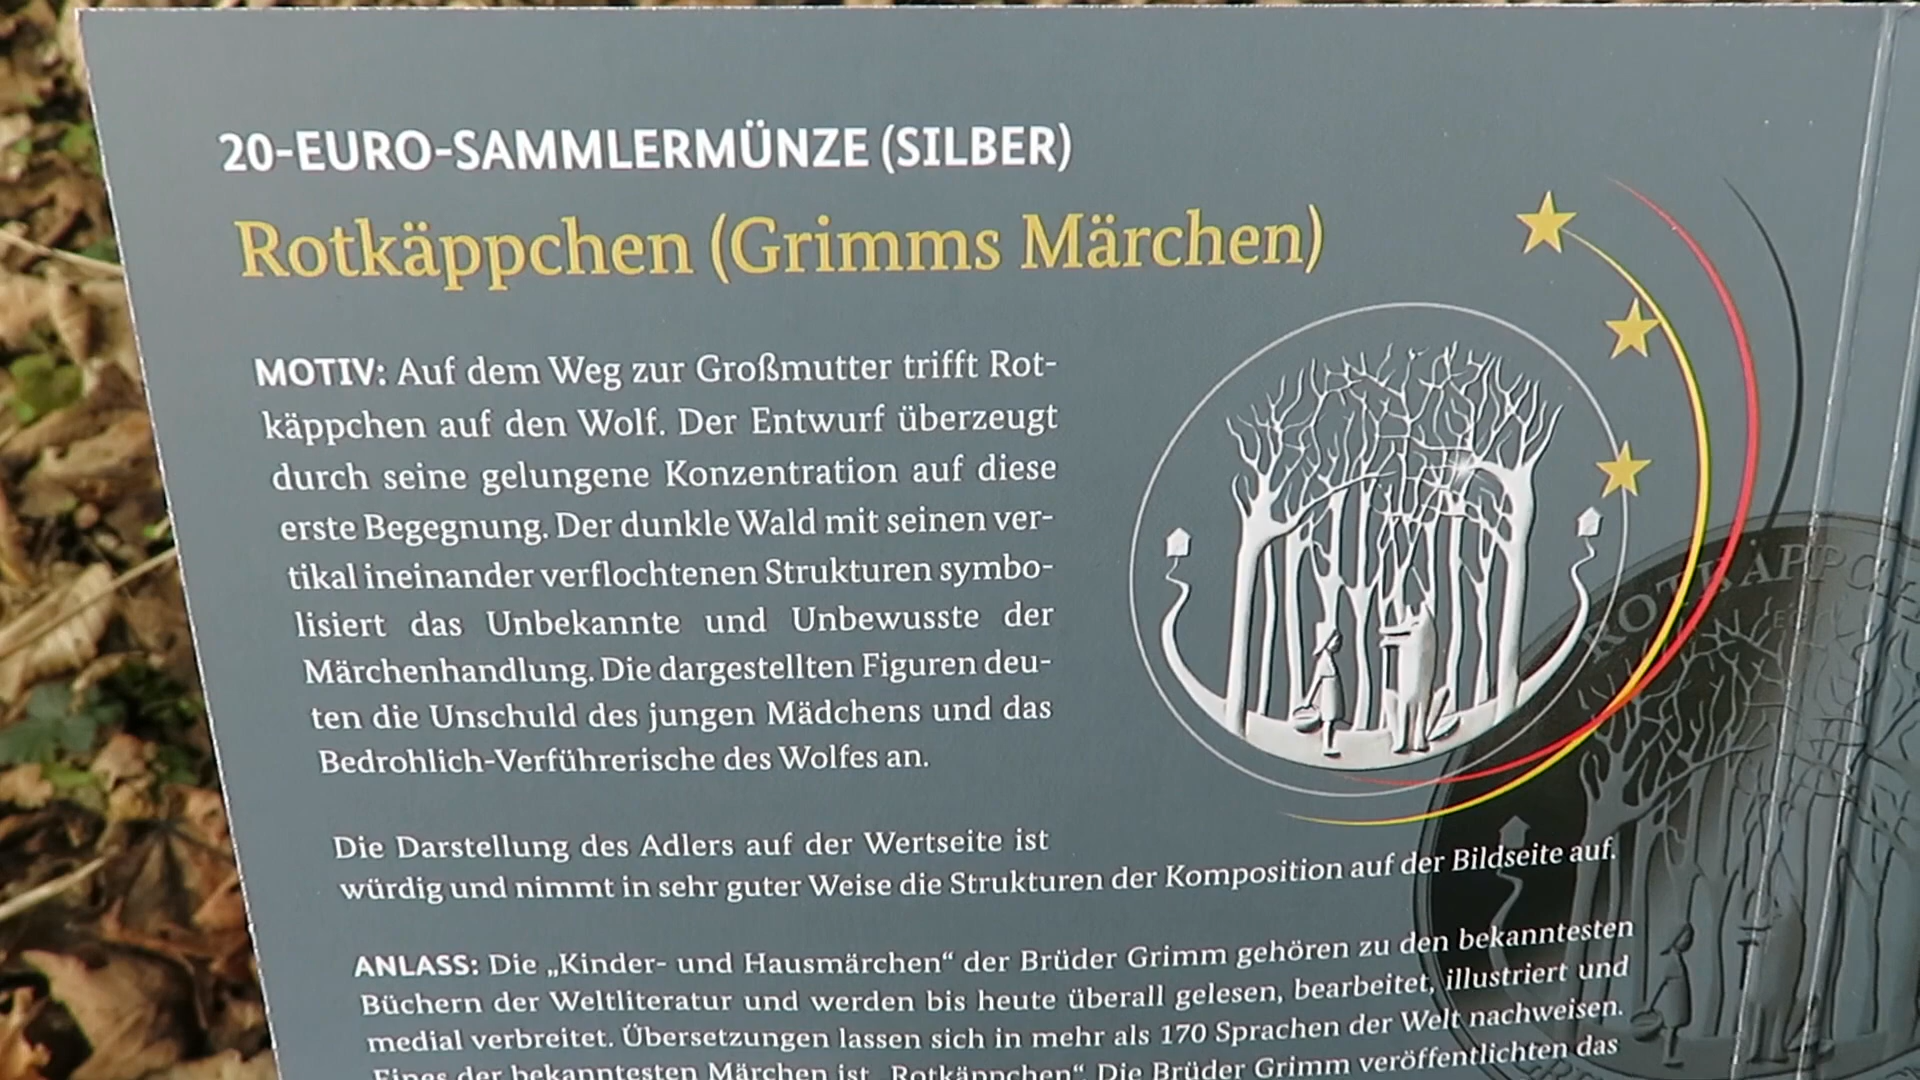 20-EURO-SAMMLERMÜNZE (SILBER)
Rotkäppchen (Grimms Märchen)
MOTIV: Auf dem Weg zur Großmutter trifft Rot-
käppchen auf den Wolf. Der Entwurf überzeugt
durch seine gelungene Konzentration auf diese
erste Begegnung. Der dunkle Wald mit seinen ver-
tikal ineinander verflochtenen Strukturen symbo-
lisiert das Unbekannte und Unbewusste der
Märchenhandlung. Die dargestellten Figuren deu-
ten die Unschuld des jungen Mädchens und das
Bedrohlich-Verführerische des Wolfes an.
Die Darstellung des Adlers auf der Wertseite ist
würdig und nimmt in sehr guter Weise die Strukturen der Komposition auf der Bildseite auf.
ANLASS: Die „Kinder- und Hausmärchen“ der Brüder Grimm gehören zu den bekanntesten
Büchern der Weltliteratur und werden bis heute überall gelesen, bearbeitet, illustriert und
medial verbreitet. Übersetzungen lassen sich in mehr als 170 Sprachen der Welt nachweisen.
Eines der bekanntesten Märchen ist „Rotkäppchen“. Die Brüder Grimm veröffentlichten das